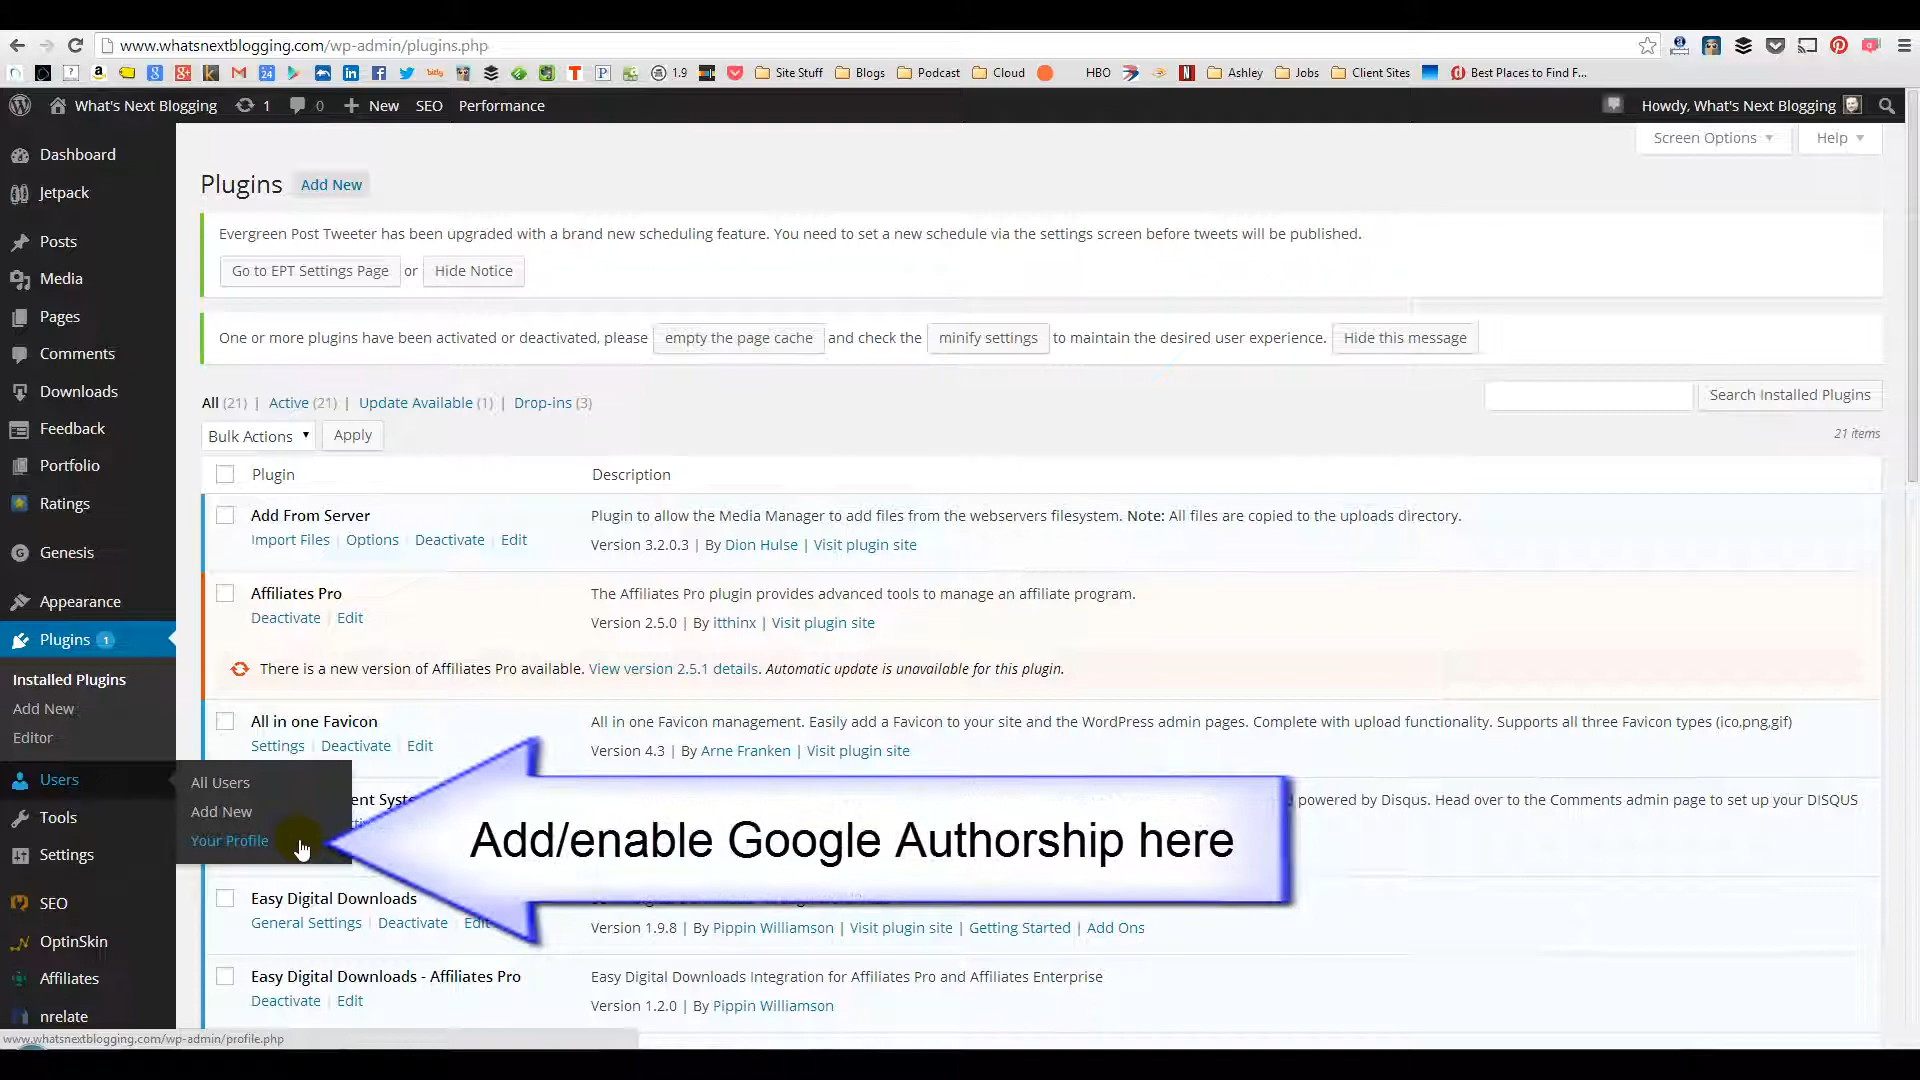 www.whatsnextblogging.com/wp-admin/plugins.php
bitly 1.9 Site Stuff Blogs Podcast Cloud HBO Ashley Jobs Client Sites Best Places to Find F...
What's Next Blogging 1 0 New SEO Performance Howdy, What's Next Blogging
Screen Options Help
Dashboard
Jetpack
Posts
Media
Pages
Comments
Downloads
Feedback
Portfolio
Ratings
Genesis
Appearance
Plugins 1
Installed Plugins
Add New
Editor
Users
Tools
Settings
SEO
OptinSkin
Affiliates
nrelate
All Users
Add New
Your Profile
Plugins Add New
Evergreen Post Tweeter has been upgraded with a brand new scheduling feature. You need to set a new schedule via the settings screen before tweets will be published.
Go to EPT Settings Page or Hide Notice
One or more plugins have been activated or deactivated, please empty the page cache and check the minify settings to maintain the desired user experience. Hide this message
All (21) | Active (21) | Update Available (1) | Drop-ins (3)
Search Installed Plugins
Bulk Actions Apply
21 items
Plugin Description
Add From Server
Import Files | Options | Deactivate | Edit
Plugin to allow the Media Manager to add files from the webservers filesystem. Note: All files are copied to the uploads directory.
Version 3.2.0.3 | By Dion Hulse | Visit plugin site
Affiliates Pro
Deactivate | Edit
The Affiliates Pro plugin provides advanced tools to manage an affiliate program.
Version 2.5.0 | By itthinx | Visit plugin site
There is a new version of Affiliates Pro available. View version 2.5.1 details. Automatic update is unavailable for this plugin.
All in one Favicon
Settings | Deactivate | Edit
All in one Favicon management. Easily add a Favicon to your site and the WordPress admin pages. Complete with upload functionality. Supports all three Favicon types (ico,png,gif)
Version 4.3 | By Arne Franken | Visit plugin site
powered by Disqus. Head over to the Comments admin page to set up your DISQUS
Add/enable Google Authorship here
Easy Digital Downloads
General Settings | Deactivate | Edit
Version 1.9.8 | By Pippin Williamson | Visit plugin site | Getting Started | Add Ons
Easy Digital Downloads - Affiliates Pro
Deactivate | Edit
Easy Digital Downloads Integration for Affiliates Pro and Affiliates Enterprise
Version 1.2.0 | By Pippin Williamson
www.whatsnextblogging.com/wp-admin/profile.php